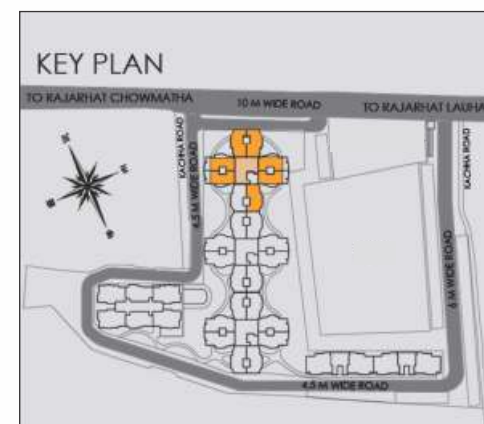 KEY PLAN
TO RAJARHAT CHOWMATHA
10 M WIDE ROAD
TO RAJARHAT LAUHA
KACHHA ROAD
4.5 M WIDE ROAD
KACHHA ROAD
6 M WIDE ROAD
4.5 M WIDE ROAD